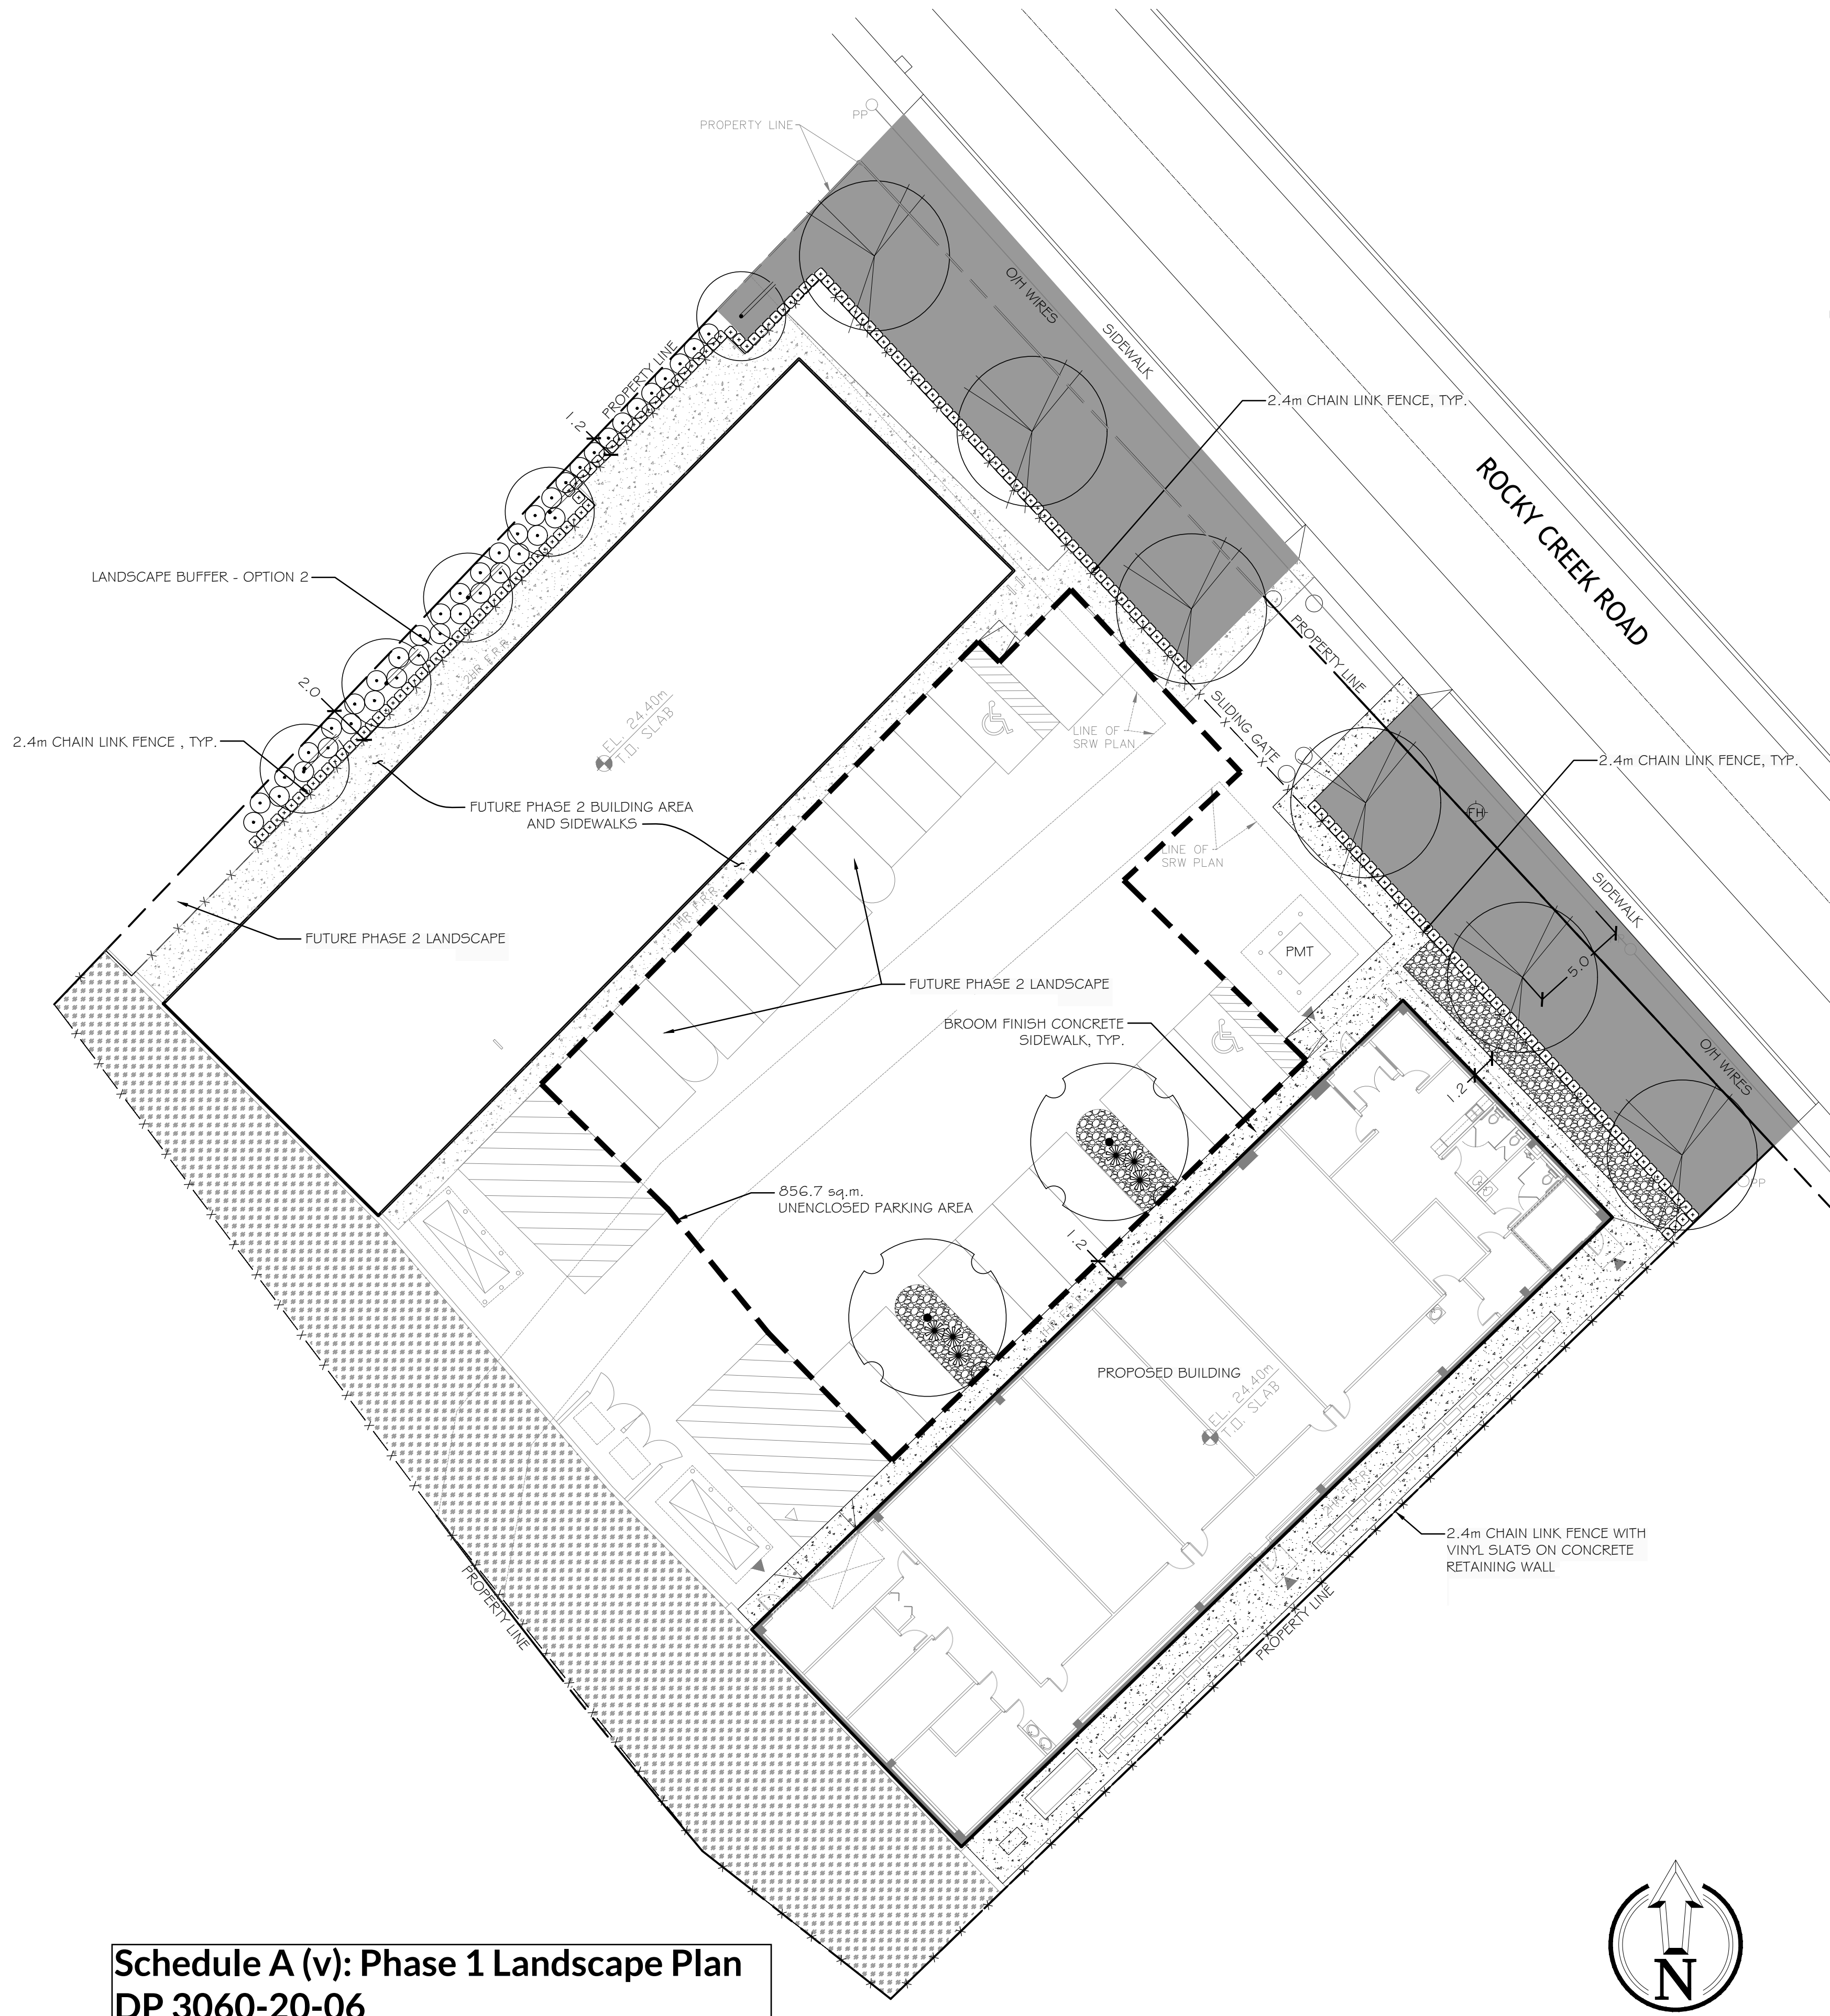 PP
PROPERTY LINE
O/H WIRES
SIDEWALK
PROPERTY LINE
1.2
2.4m CHAIN LINK FENCE, TYP.
ROCKY CREEK ROAD
LANDSCAPE BUFFER - OPTION 2
2HR F.R.R.
PROPERTY LINE
2.0
EL. 24.40m
T.O. SLAB
SLIDING GATE
LINE OF
SRW PLAN
2.4m CHAIN LINK FENCE , TYP.
2.4m CHAIN LINK FENCE, TYP.
FUTURE PHASE 2 BUILDING AREA
AND SIDEWALKS
FH
LINE OF
SRW PLAN
1HR F.R.R.
SIDEWALK
FUTURE PHASE 2 LANDSCAPE
PMT
5.0
FUTURE PHASE 2 LANDSCAPE
BROOM FINISH CONCRETE
SIDEWALK, TYP.
O/H WIRES
1.2
PP
856.7 sq.m.
UNENCLOSED PARKING AREA
1.2
1HR F.R.R.
PROPOSED BUILDING
EL. 24.40m
T.O. SLAB
1HR F.R.R.
2.4m CHAIN LINK FENCE WITH
VINYL SLATS ON CONCRETE
RETAINING WALL
PROPERTY LINE
PROPERTY LINE
Schedule A (v): Phase 1 Landscape Plan
DP 3060-20-06
N